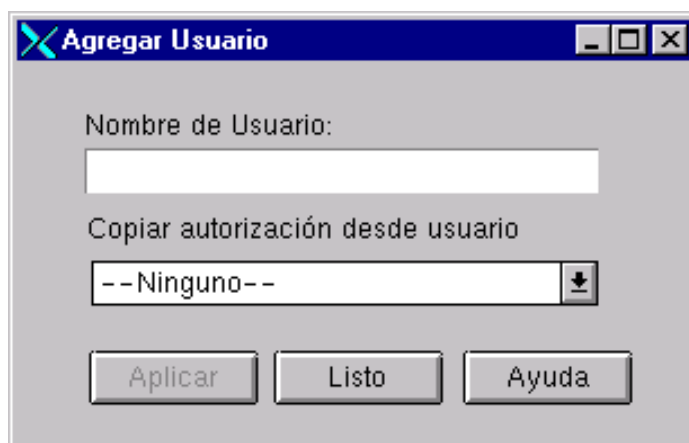 Agregar Usuario
Nombre de Usuario:
Copiar autorización desde usuario
--Ninguno--
Aplicar Listo Ayuda